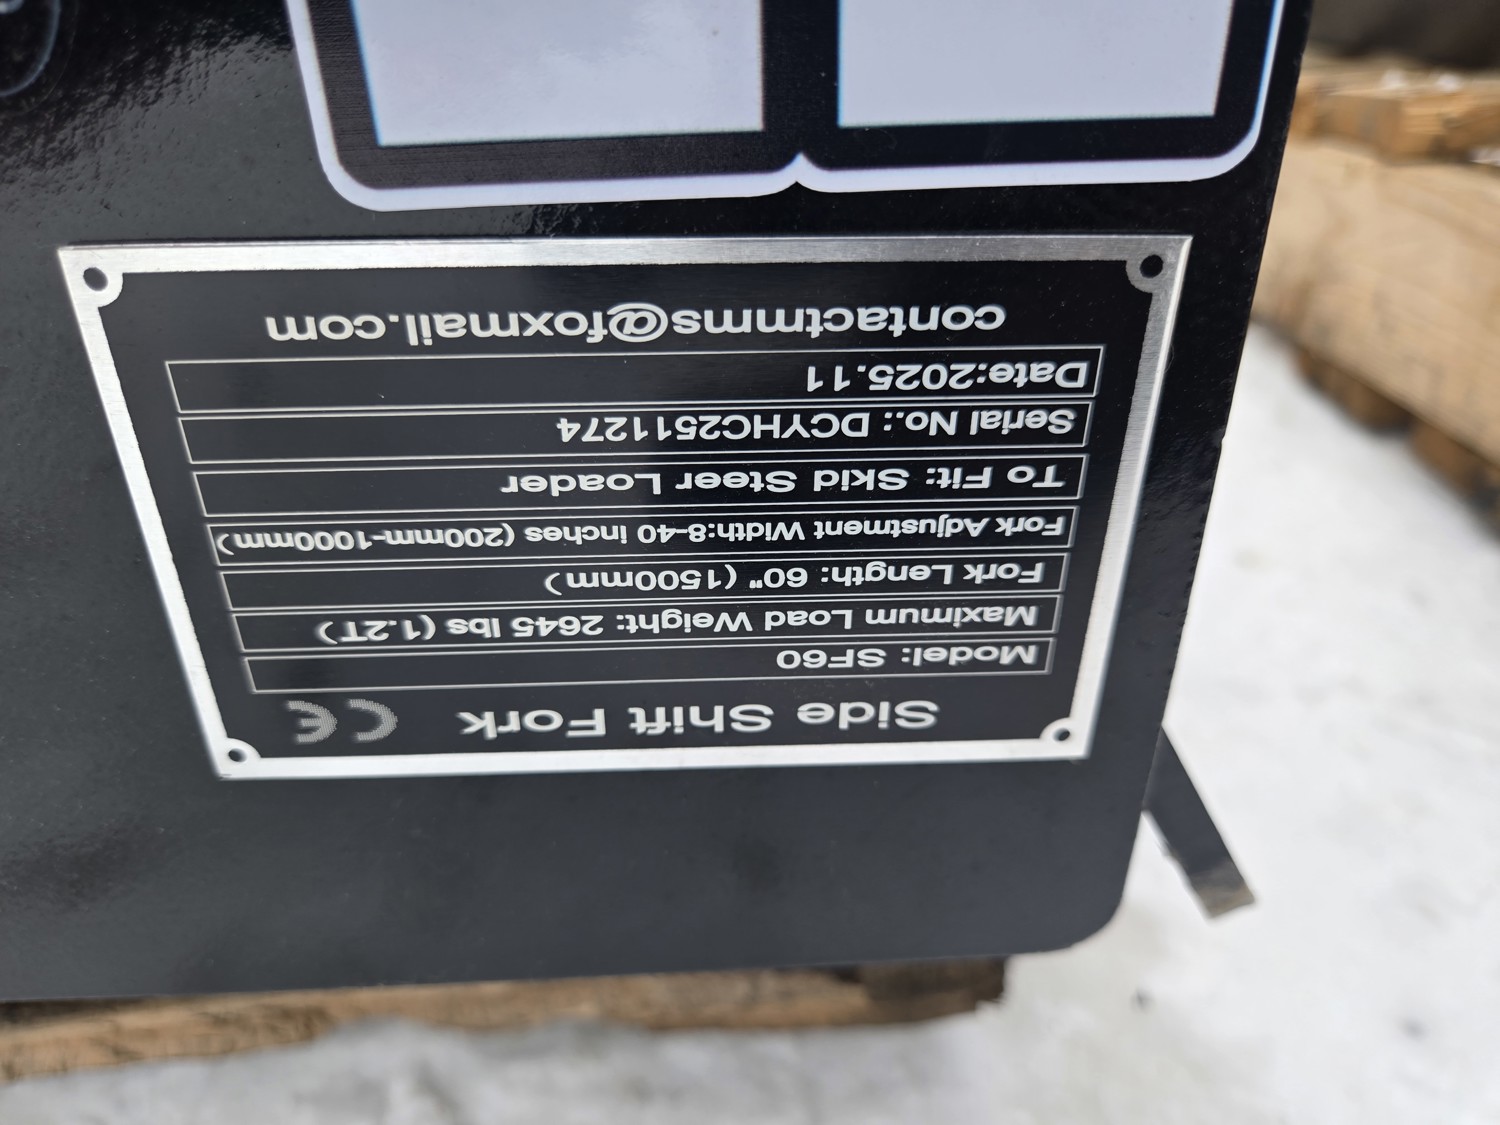 Side Shift Fork CE
Model: SF60
Maximum Load Weight: 2645 lbs (1.2T)
Fork Length: 60" (1500mm)
Fork Adjustment Width:8-40 inches (200mm-1000mm)
To Fit: Skid Steer Loader
Serial No.: DCYHC2511274
Date:2025.11
contactmms@foxmail.com